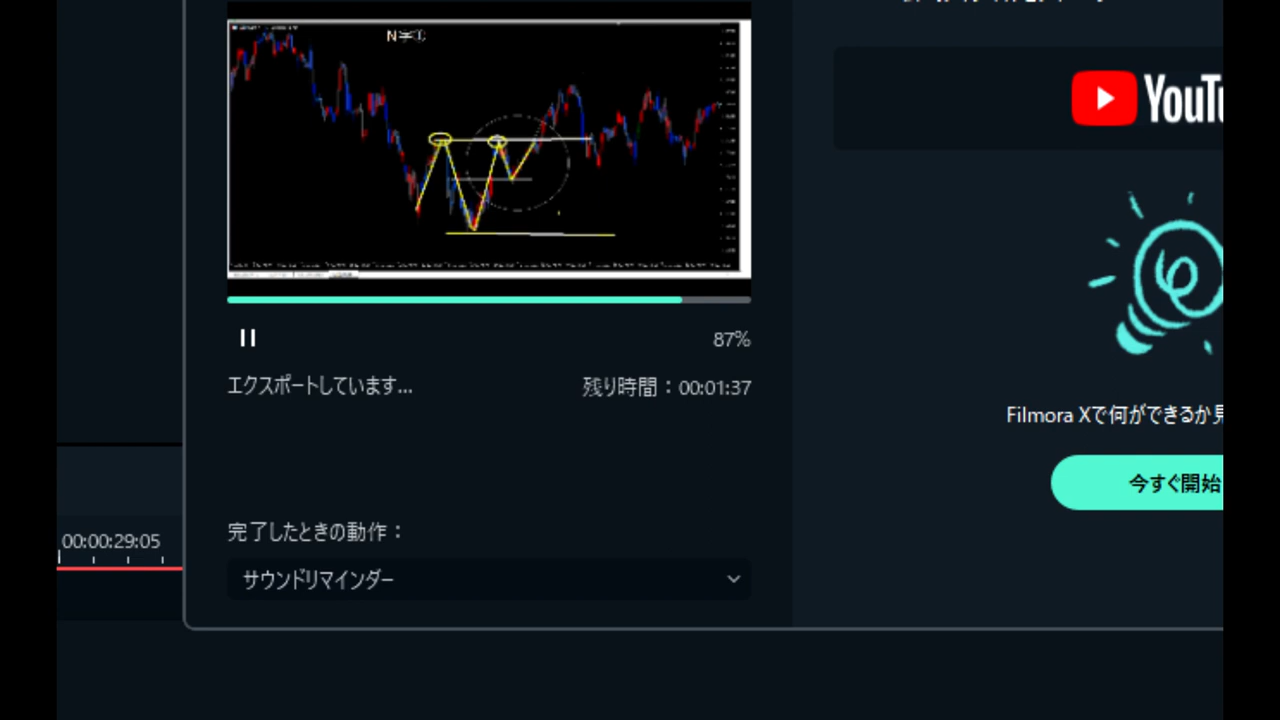 N字①
YouTu
87%
エクスポートしています...
残り時間：00:01:37
Filmora Xで何ができるか見
今すぐ開始
完了したときの動作：
00:00:29:05
サウンドリマインダー